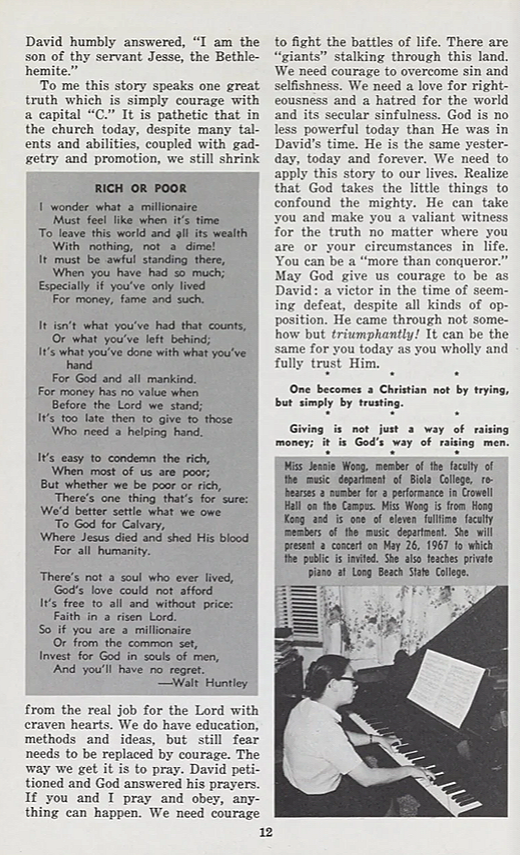 David humbly answered, "I am the
son of thy servant Jesse, the Bethle-
hemite."
To me this story speaks one great
truth which is simply courage with
a capital "C." It is pathetic that in
the church today, despite many tal-
ents and abilities, coupled with gad-
getry and promotion, we still shrink
RICH OR POOR
I wonder what a millionaire
Must feel like when it's time
To leave this world and all its wealth
With nothing, not a dime!
It must be awful standing there,
When you have had so much;
Especially if you've only lived
For money, fame and such.
It isn't what you've had that counts,
Or what you've left behind;
It's what you've done with what you've
hand
For God and all mankind.
For money has no value when
Before the Lord we stand;
It's too late then to give to those
Who need a helping hand.
It's easy to condemn the rich,
When most of us are poor;
But whether we be poor or rich,
There's one thing that's for sure:
We'd better settle what we owe
To God for Calvary,
Where Jesus died and shed His blood
For all humanity.
There's not a soul who ever lived,
God's love could not afford
It's free to all and without price:
Faith in a risen Lord.
So if you are a millionaire
Or from the common set,
Invest for God in souls of men,
And you'll have no regret.
—Walt Huntley
from the real job for the Lord with
craven hearts. We do have education,
methods and ideas, but still fear
needs to be replaced by courage. The
way we get it is to pray. David peti-
tioned and God answered his prayers.
If you and I pray and obey, any-
thing can happen. We need courage
to fight the battles of life. There are
"giants" stalking through this land.
We need courage to overcome sin and
selfishness. We need a love for right-
eousness and a hatred for the world
and its secular sinfulness. God is no
less powerful today than He was in
David's time. He is the same yester-
day, today and forever. We need to
apply this story to our lives. Realize
that God takes the little things to
confound the mighty. He can take
you and make you a valiant witness
for the truth no matter where you
are or your circumstances in life.
You can be a "more than conqueror."
May God give us courage to be as
David: a victor in the time of seem-
ing defeat, despite all kinds of op-
position. He came through not some-
how but triumphantly! It can be the
same for you today as you wholly and
fully trust Him.
* * *
One becomes a Christian not by trying,
but simply by trusting.
* * *
Giving is not just a way of raising
money; it is God's way of raising men.
* * *
Miss Jennie Wong, member of the faculty of
the music department of Biola College, re-
hearses a number for a performance in Crowell
Hall on the Campus. Miss Wong is from Hong
Kong and is one of eleven fulltime faculty
members of the music department. She will
present a concert on May 26, 1967 to which
the public is invited. She also teaches private
piano at Long Beach State College.
12